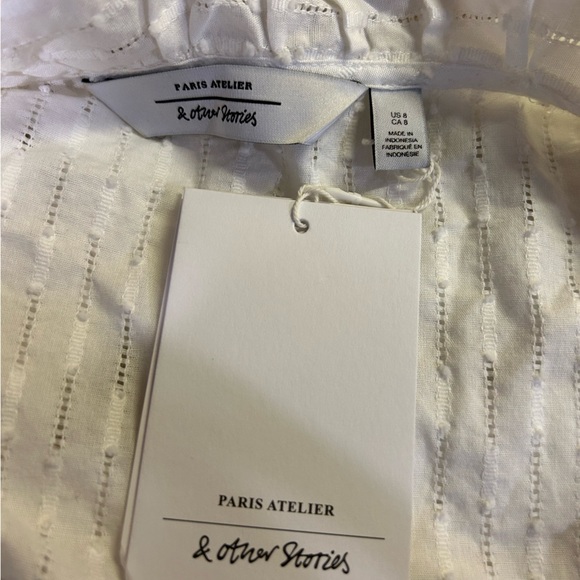 PARIS ATELIER
& Other Stories
US 8
CA 8
MADE IN
INDONESIA
FABRIQUÉ EN
INDONÉSIE
PARIS ATELIER
& Other Stories